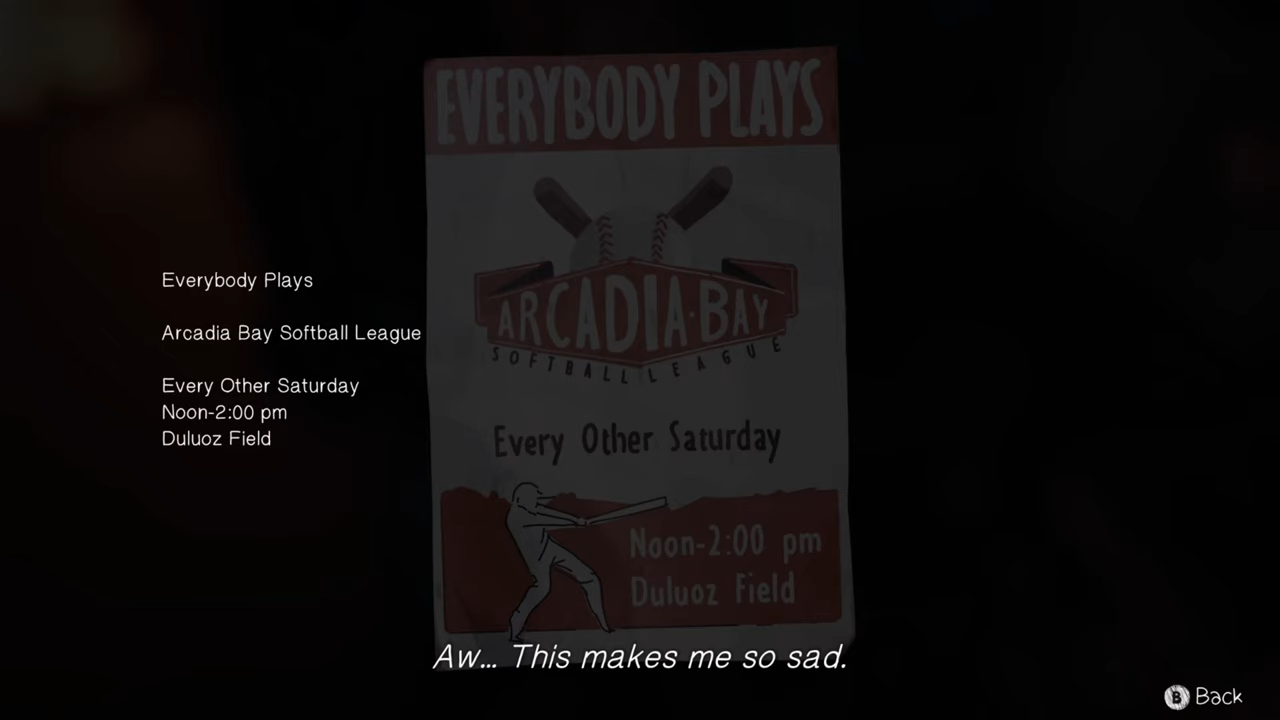 EVERYBODY PLAYS
ARCADIA·BAY
SOFTBALL LEAGUE
Every Other Saturday
Noon-2:00 pm
Duluoz Field
Everybody Plays
Arcadia Bay Softball League
Every Other Saturday
Noon-2:00 pm
Duluoz Field
Aw... This makes me so sad.
B Back